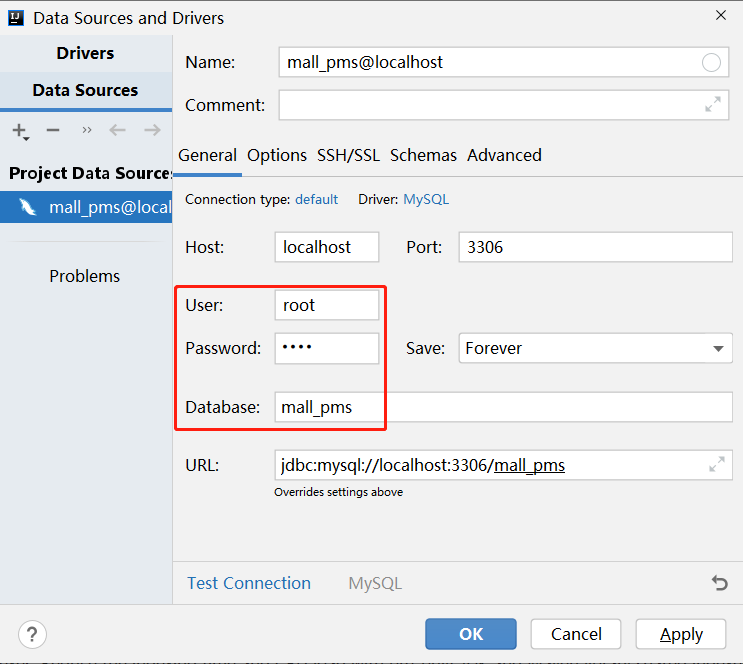 IJ Data Sources and Drivers
Drivers
Data Sources
Project Data Source
mall_pms@local
Problems
Name: mall_pms@localhost
Comment:
General Options SSH/SSL Schemas Advanced
Connection type: default Driver: MySQL
Host: localhost Port: 3306
User: root
Password: •••• Save: Forever
Database: mall_pms
URL: jdbc:mysql://localhost:3306/mall_pms
Overrides settings above
Test Connection MySQL
? OK Cancel Apply